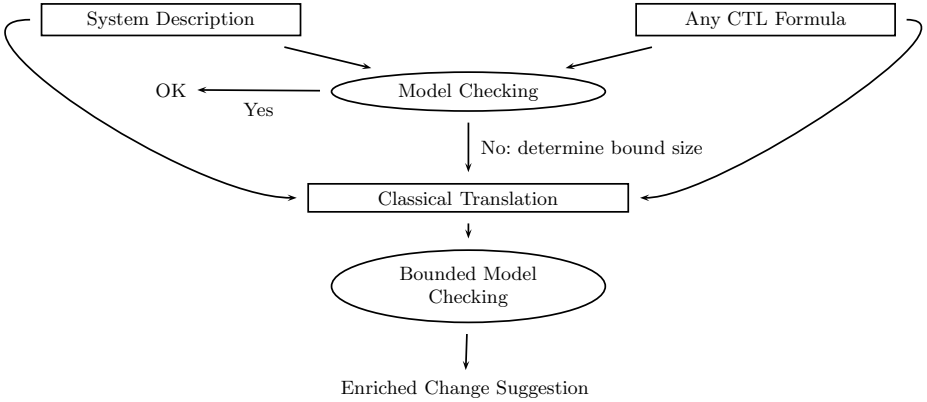 System Description
Any CTL Formula
Model Checking
OK
Yes
No: determine bound size
Classical Translation
Bounded Model
Checking
Enriched Change Suggestion